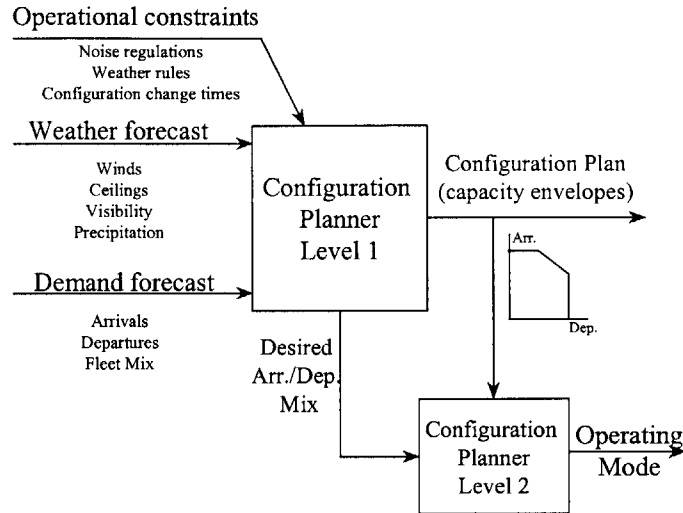 Operational constraints
Noise regulations
Weather rules
Configuration change times
Weather forecast
Winds
Ceilings
Visibility
Precipitation
Demand forecast
Arrivals
Departures
Fleet Mix
Configuration
Planner
Level 1
Configuration Plan
(capacity envelopes)
Arr.
Dep.
Desired
Arr./Dep.
Mix
Configuration
Planner
Level 2
Operating
Mode